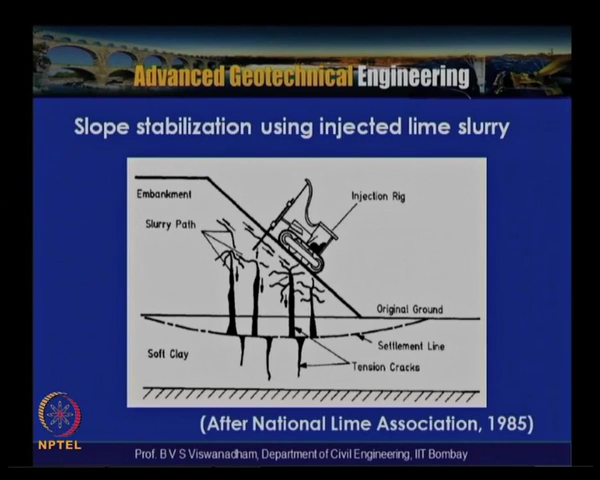 Advanced Geotechnical Engineering
Slope stabilization using injected lime slurry
Embankment
Injection Rig
Slurry Path
Original Ground
Settlement Line
Soft Clay
Tension Cracks
(After National Lime Association, 1985)
NPTEL
Prof. B V S Viswanadham, Department of Civil Engineering, IIT Bombay